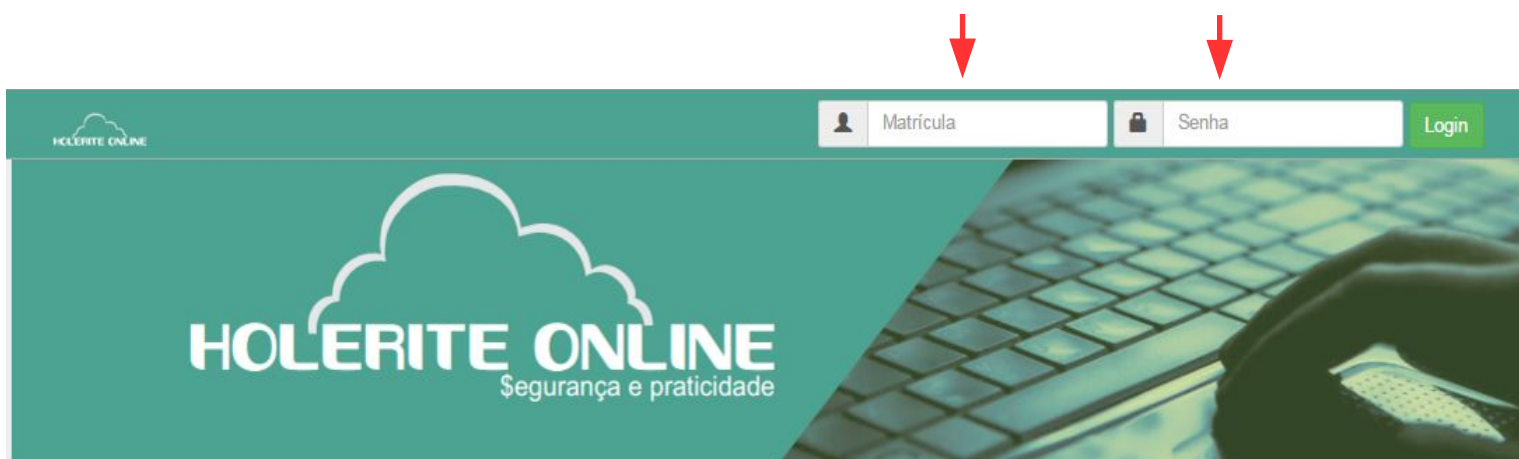 HOLERITE ONLINE
Matrícula
Senha
Login
HOLERITE ONLINE
$egurança e praticidade